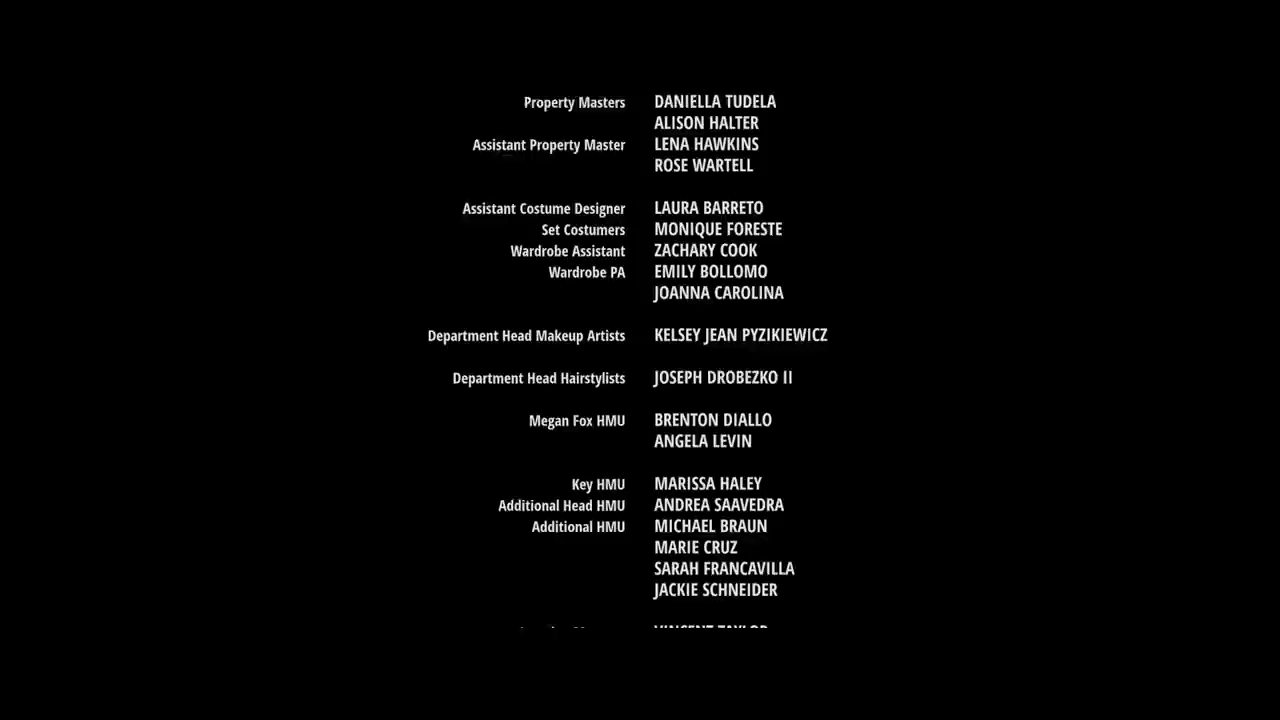 Property Masters DANIELLA TUDELA
ALISON HALTER
Assistant Property Master LENA HAWKINS
ROSE WARTELL
Assistant Costume Designer LAURA BARRETO
Set Costumers MONIQUE FORESTE
Wardrobe Assistant ZACHARY COOK
Wardrobe PA EMILY BOLLOMO
JOANNA CAROLINA
Department Head Makeup Artists KELSEY JEAN PYZIKIEWICZ
Department Head Hairstylists JOSEPH DROBEZKO II
Megan Fox HMU BRENTON DIALLO
ANGELA LEVIN
Key HMU MARISSA HALEY
Additional Head HMU ANDREA SAAVEDRA
Additional HMU MICHAEL BRAUN
MARIE CRUZ
SARAH FRANCAVILLA
JACKIE SCHNEIDER
VINCENT TAYLOR